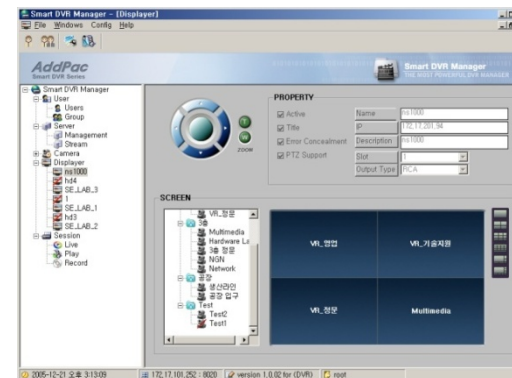 Smart DVR Manager - [Displayer]
File Windows Config Help
AddPac
Smart DVR Series
Smart DVR Manager
THE MOST POWERFUL DVR MANAGER
Smart DVR Manager
User
Users
Group
Server
Management
Stream
Camera
Displayer
ns1000
hd4
SE_LAB_3
1
SE_LAB_1
hd3
SE_LAB_2
Session
Live
Play
Record
ZOOM
PROPERTY
Active
Title
Error Concealment
PTZ Support
Name ns1000
IP 172,17,201,94
Description ns1000
Slot 1
Output Type RCA
SCREEN
VR_정문
3층
Multimedia
Hardware La
3층 정문
NGN
Network
공장
생산라인
공장 입구
Test
Test2
Test1
VR_영업
VR_기술지원
VR_정문
Multimedia
2005-12-21 오후 3:13:09
172,17,101,252 : 8020
version 1,0,02 for (DVR)
root